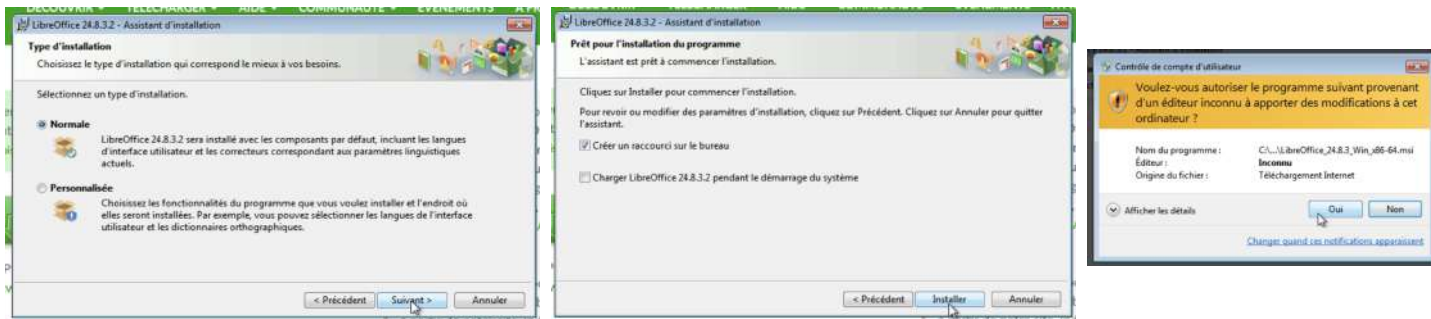 DÉCOUVRIR TÉLÉCHARGER AIDE COMMUNAUTÉ ÉVÉNEMENTS
LibreOffice 24.8.3.2 - Assistant d'installation
Type d'installation
Choisissez le type d'installation qui correspond le mieux à vos besoins.
Sélectionnez un type d'installation.
Normale
LibreOffice 24.8.3.2 sera installé avec les composants par défaut, incluant les langues
d'interface utilisateur et les correcteurs correspondant aux paramètres linguistiques
actuels.
Personnalisée
Choisissez les fonctionnalités du programme que vous voulez installer et l'endroit où
elles seront installées. Par exemple, vous pouvez sélectionner les langues de l'interface
utilisateur et les dictionnaires orthographiques.
< Précédent Suivant > Annuler
LibreOffice 24.8.3.2 - Assistant d'installation
Prêt pour l'installation du programme
L'assistant est prêt à commencer l'installation.
Cliquez sur Installer pour commencer l'installation.
Pour revoir ou modifier des paramètres d'installation, cliquez sur Précédent. Cliquez sur Annuler pour quitter
l'assistant.
Créer un raccourci sur le bureau
Charger LibreOffice 24.8.3.2 pendant le démarrage du système
< Précédent Installer Annuler
Contrôle de compte d'utilisateur
Voulez-vous autoriser le programme suivant provenant
d'un éditeur inconnu à apporter des modifications à cet
ordinateur ?
Nom du programme : C:\...\LibreOffice_24.8.3_Win_x86-64.msi
Éditeur : Inconnu
Origine du fichier : Téléchargement Internet
Afficher les détails Oui Non
Changer quand ces notifications apparaissent